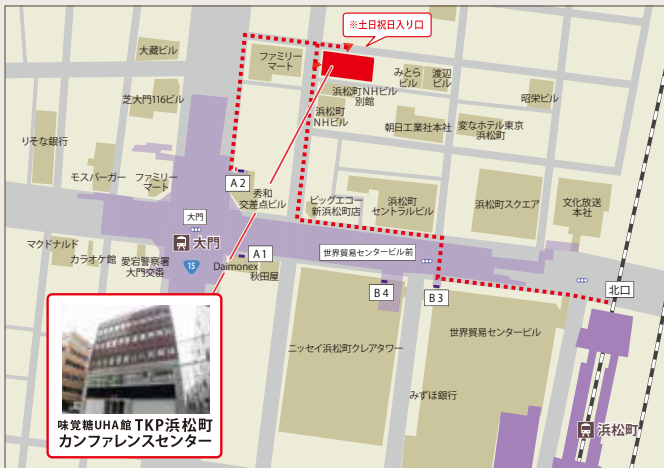 ※土日祝日入り口
大蔵ビル
ファミリー
マート
みとら
ビル
渡辺
ビル
浜松町NHビル
別館
芝大門116ビル
浜松町
NHビル
昭栄ビル
朝日工業社本社
変なホテル東京
浜松町
りそな銀行
モスバーガー
ファミリー
マート
A2
秀和
交差点ビル
ビッグエコー
新浜松町店
浜松町
セントラルビル
浜松町スクエア
文化放送
本社
大門
大門
マクドナルド
カラオケ館
愛宕警察署
大門交番
15
A1
Daimonex
秋田屋
世界貿易センタービル前
B4
B3
北口
ニッセイ浜松町クレアタワー
世界貿易センタービル
みずほ銀行
浜松町
味覚糖UHA館 TKP浜松町
カンファレンスセンター